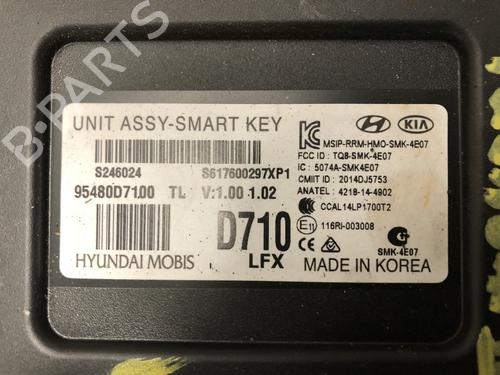 B-PARTS
UNIT ASSY-SMART KEY
KIA
MSIP-RRM-HMO-SMK-4E07
FCC ID : TQ8-SMK-4E07
IC : 5074A-SMK4E07
CMIIT ID : 2014DJ5753
ANATEL : 4218-14-4902
CCAL14LP1700T2
E11 116RI-003008
S246024 S617600297XP1
95480D7100 TL V:1.00 1.02
D710
LFX
HYUNDAI MOBIS
SMK-4E07
MADE IN KOREA